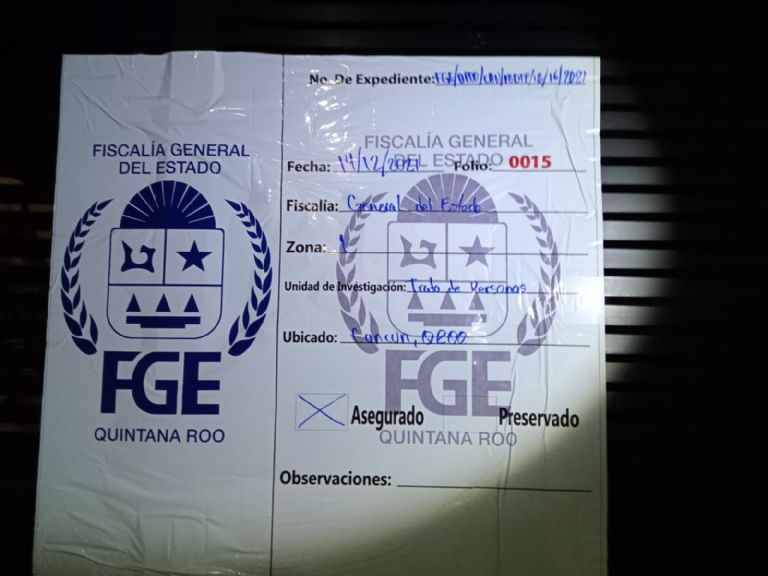 FISCALÍA GENERAL
DEL ESTADO
FGE
QUINTANA ROO
No. De Expediente:
FISCALÍA GENERAL
DEL ESTADO
Fecha: 14/12/2021 Folio: 0015
Fiscalía: General del Estado
Zona: 1
Unidad de Investigación: Trata de Personas
Ubicado: Cancun, QROO
FGE
Asegurado Preservado
QUINTANA ROO
Observaciones: